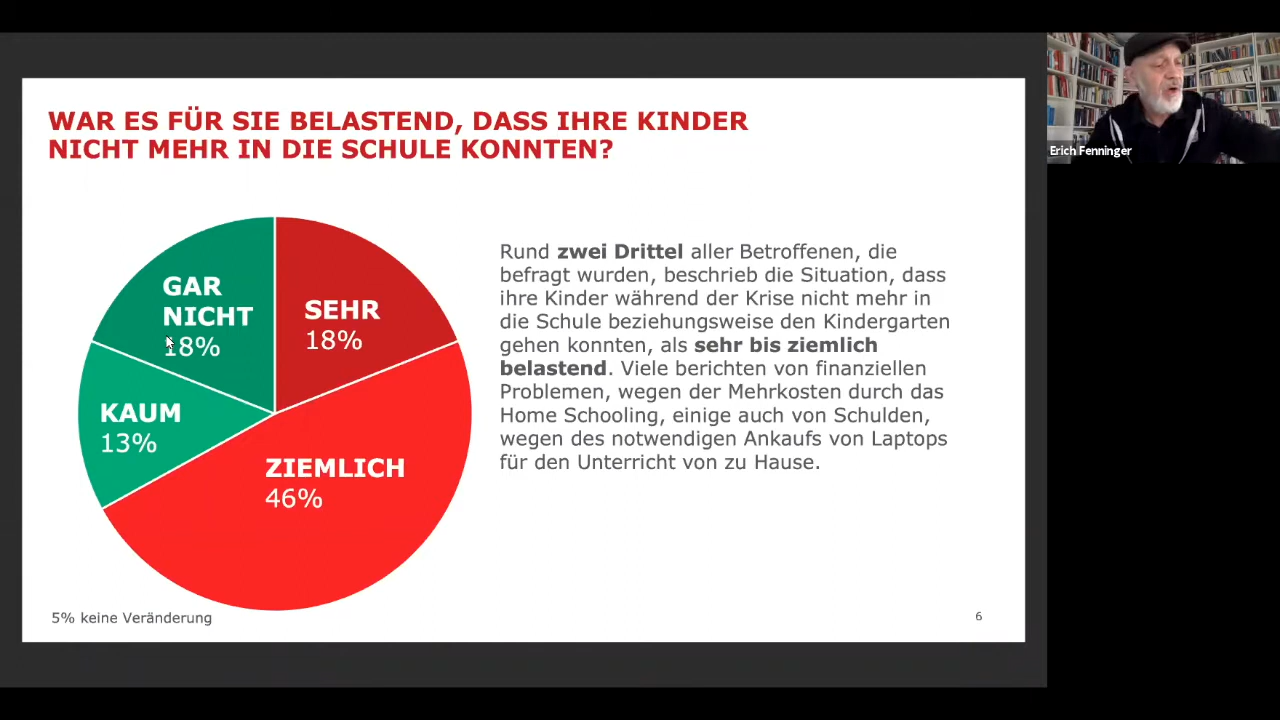 WAR ES FÜR SIE BELASTEND, DASS IHRE KINDER
NICHT MEHR IN DIE SCHULE KONNTEN?
GAR
NICHT
18%
SEHR
18%
KAUM
13%
ZIEMLICH
46%
Rund zwei Drittel aller Betroffenen, die
befragt wurden, beschrieb die Situation, dass
ihre Kinder während der Krise nicht mehr in
die Schule beziehungsweise den Kindergarten
gehen konnten, als sehr bis ziemlich
belastend. Viele berichten von finanziellen
Problemen, wegen der Mehrkosten durch das
Home Schooling, einige auch von Schulden,
wegen des notwendigen Ankaufs von Laptops
für den Unterricht von zu Hause.
5% keine Veränderung
6
Erich Fenninger